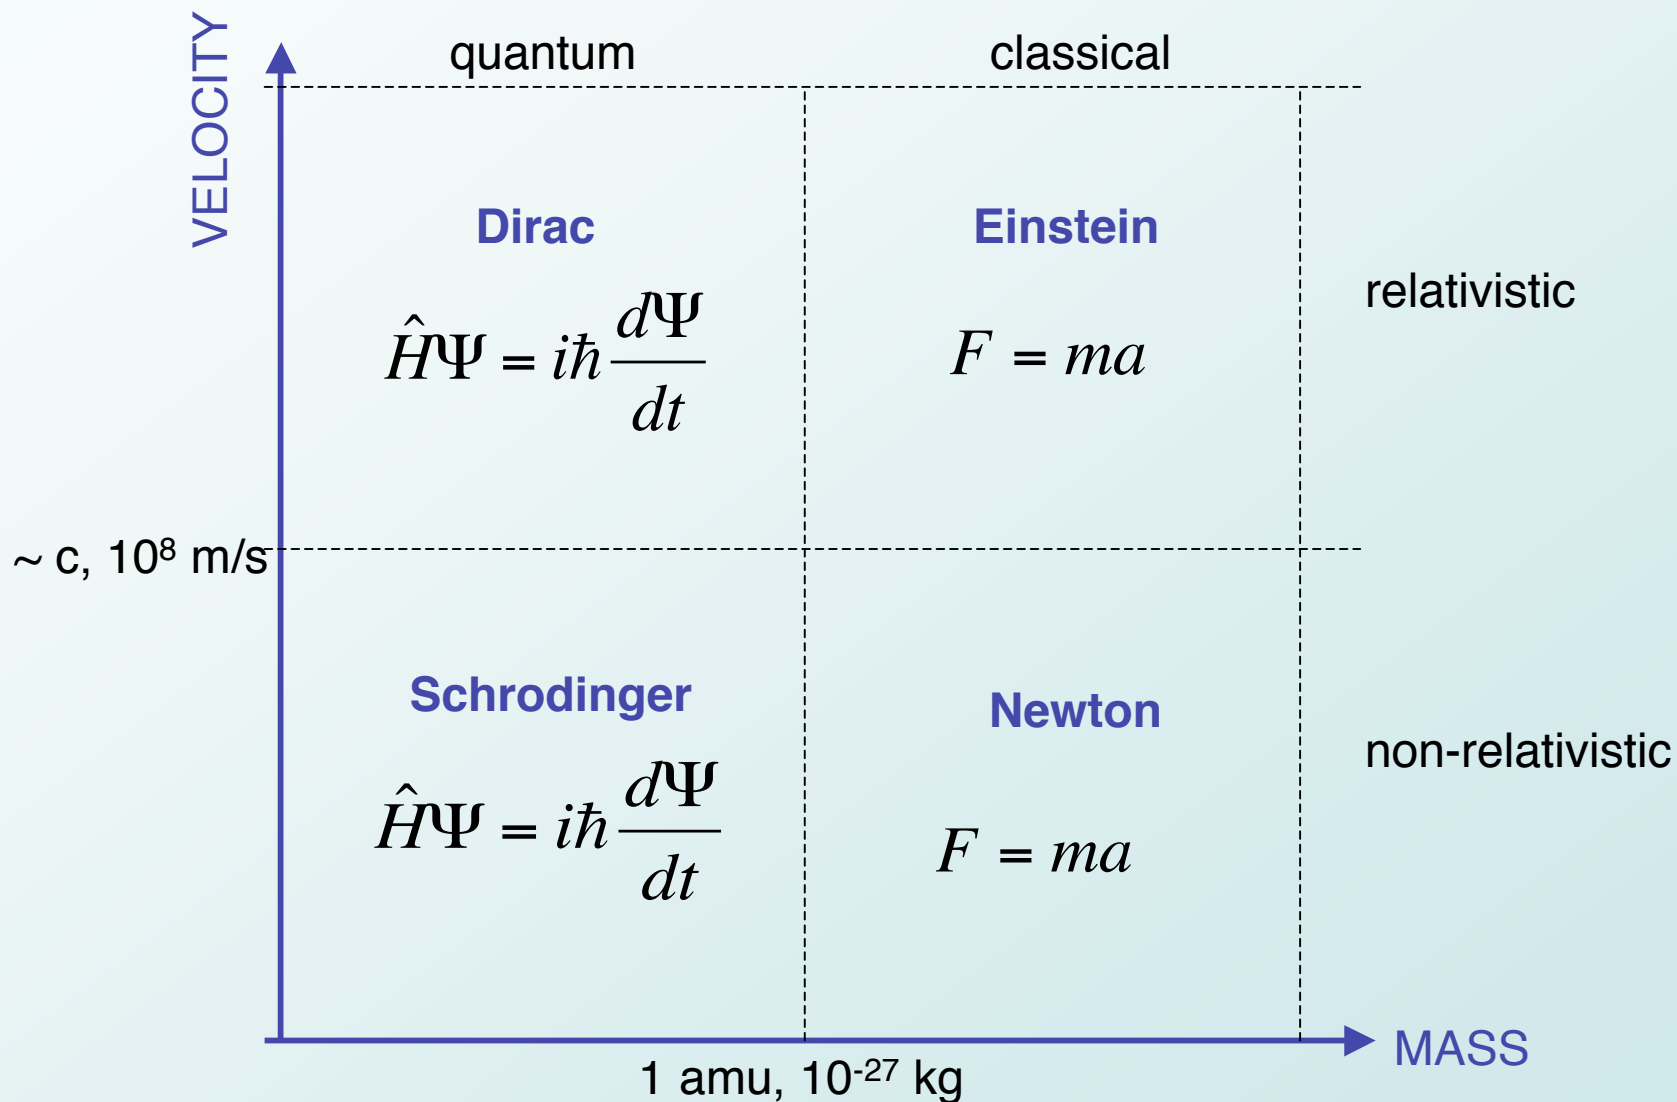 VELOCITY
quantum
classical
Dirac
Einstein
ĤΨ = iħ dΨ/dt
F = ma
relativistic
~ c, 10⁸ m/s
Schrodinger
Newton
ĤΨ = iħ dΨ/dt
F = ma
non-relativistic
MASS
1 amu, 10⁻²⁷ kg